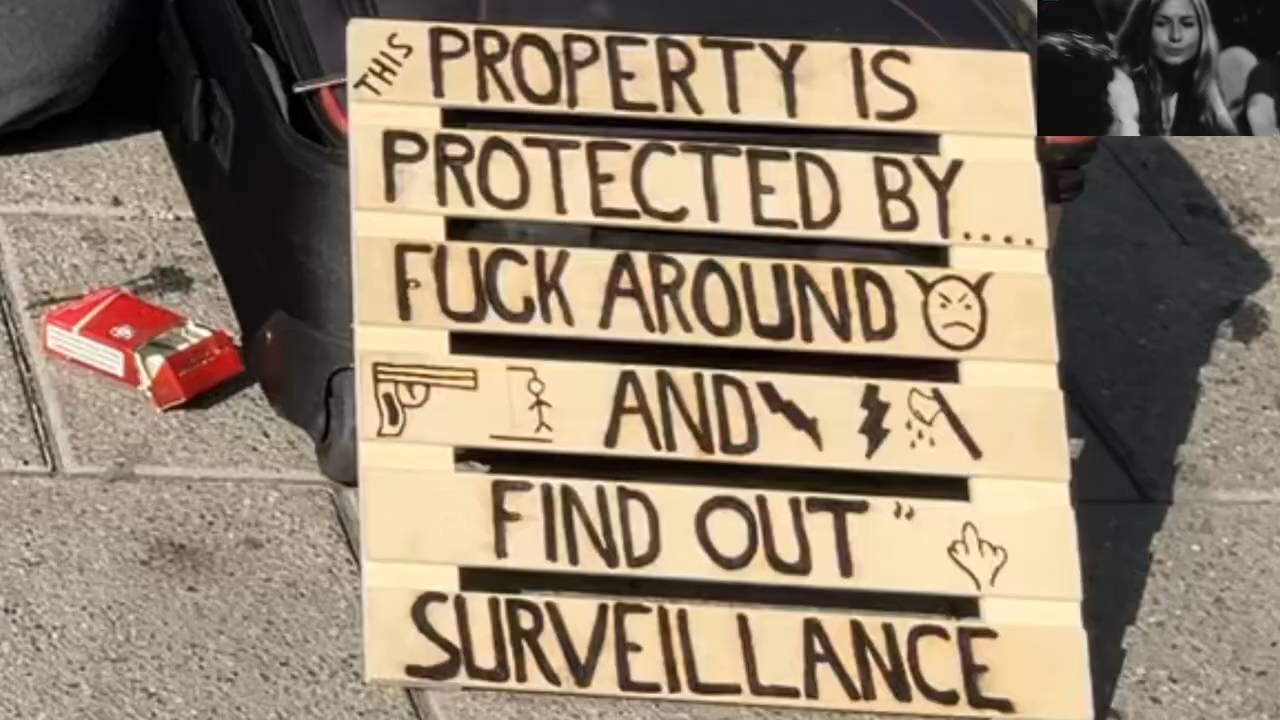 THIS PROPERTY IS
PROTECTED BY....
FUCK AROUND
AND
FIND OUT”
SURVEILLANCE